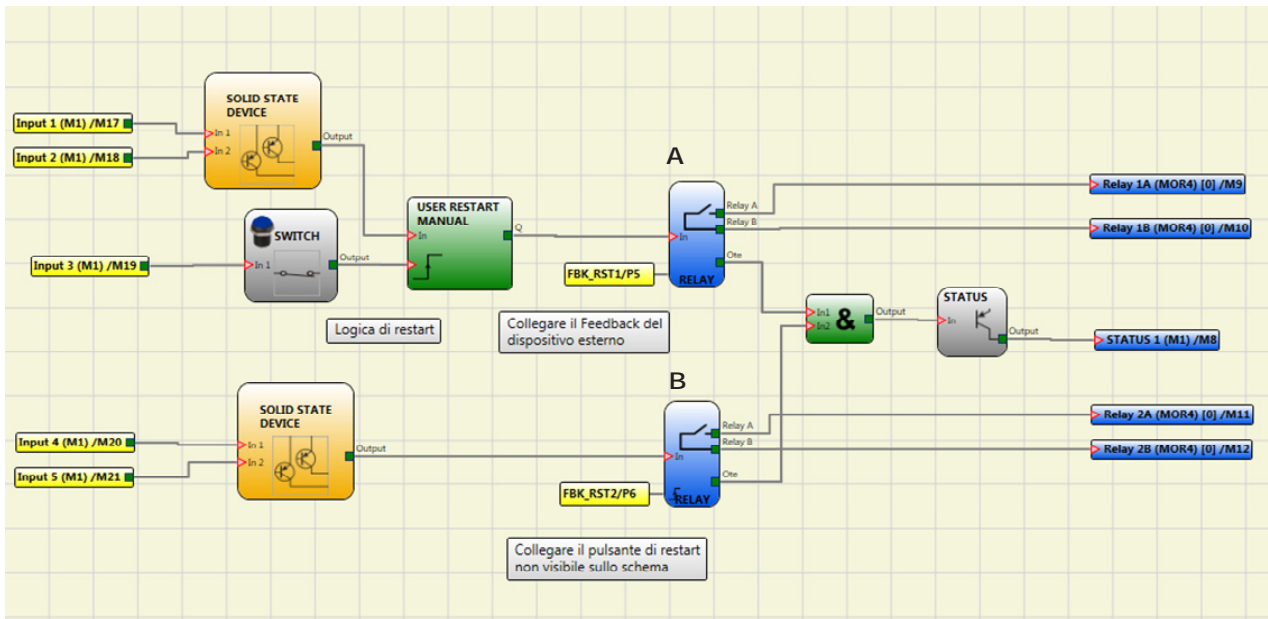 SOLID STATE
DEVICE
Input 1 (M1) /M17
In 1
Output
Input 2 (M1) /M18
In 2
A
Relay 1A (MOR4) [0] /M9
USER RESTART
MANUAL
Relay A
SWITCH
Relay B
Relay 1B (MOR4) [0] /M10
In
Q
In
Input 3 (M1) /M19
In 1
Output
Ote
FBK_RST1/P5
RELAY
STATUS
Logica di restart
Collegare il Feedback del
dispositivo esterno
In1
In2
&
Output
In
Output
STATUS 1 (M1) /M8
B
SOLID STATE
DEVICE
Relay A
Relay 2A (MOR4) [0] /M11
Input 4 (M1) /M20
In 1
Output
Relay B
In
Relay 2B (MOR4) [0] /M12
Input 5 (M1) /M21
In 2
Ote
FBK_RST2/P6
RELAY
Collegare il pulsante di restart
non visibile sullo schema